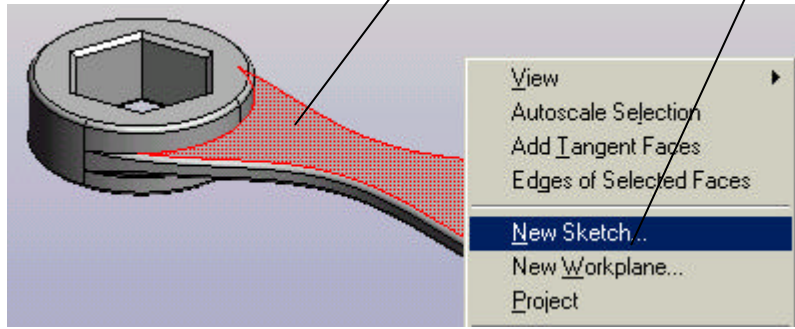 View
Autoscale Selection
Add Tangent Faces
Edges of Selected Faces
New Sketch...
New Workplane...
Project